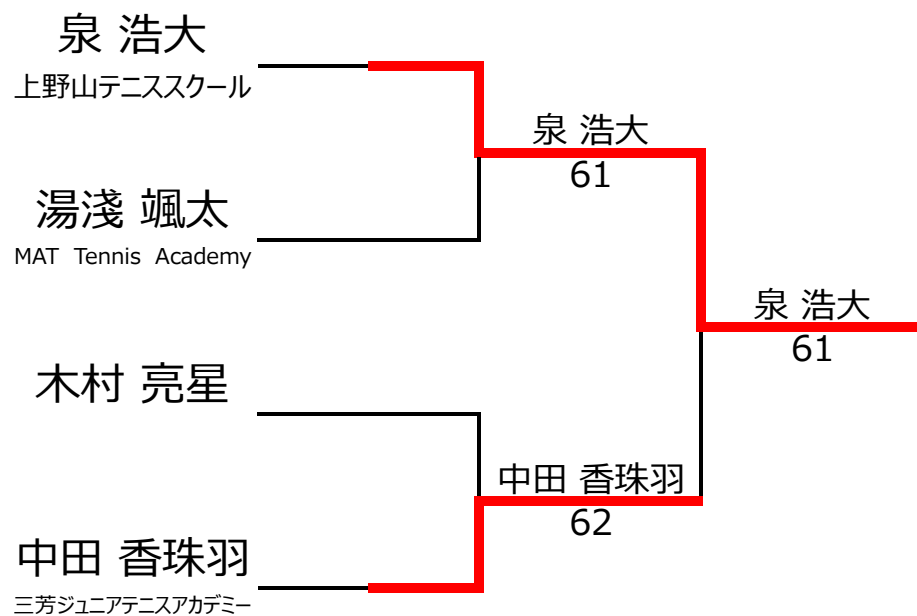 泉 浩大
上野山テニススクール
泉 浩大
61
湯淺 颯太
MAT Tennis Academy
泉 浩大
61
木村 亮星
中田 香珠羽
62
中田 香珠羽
三芳ジュニアテニスアカデミー